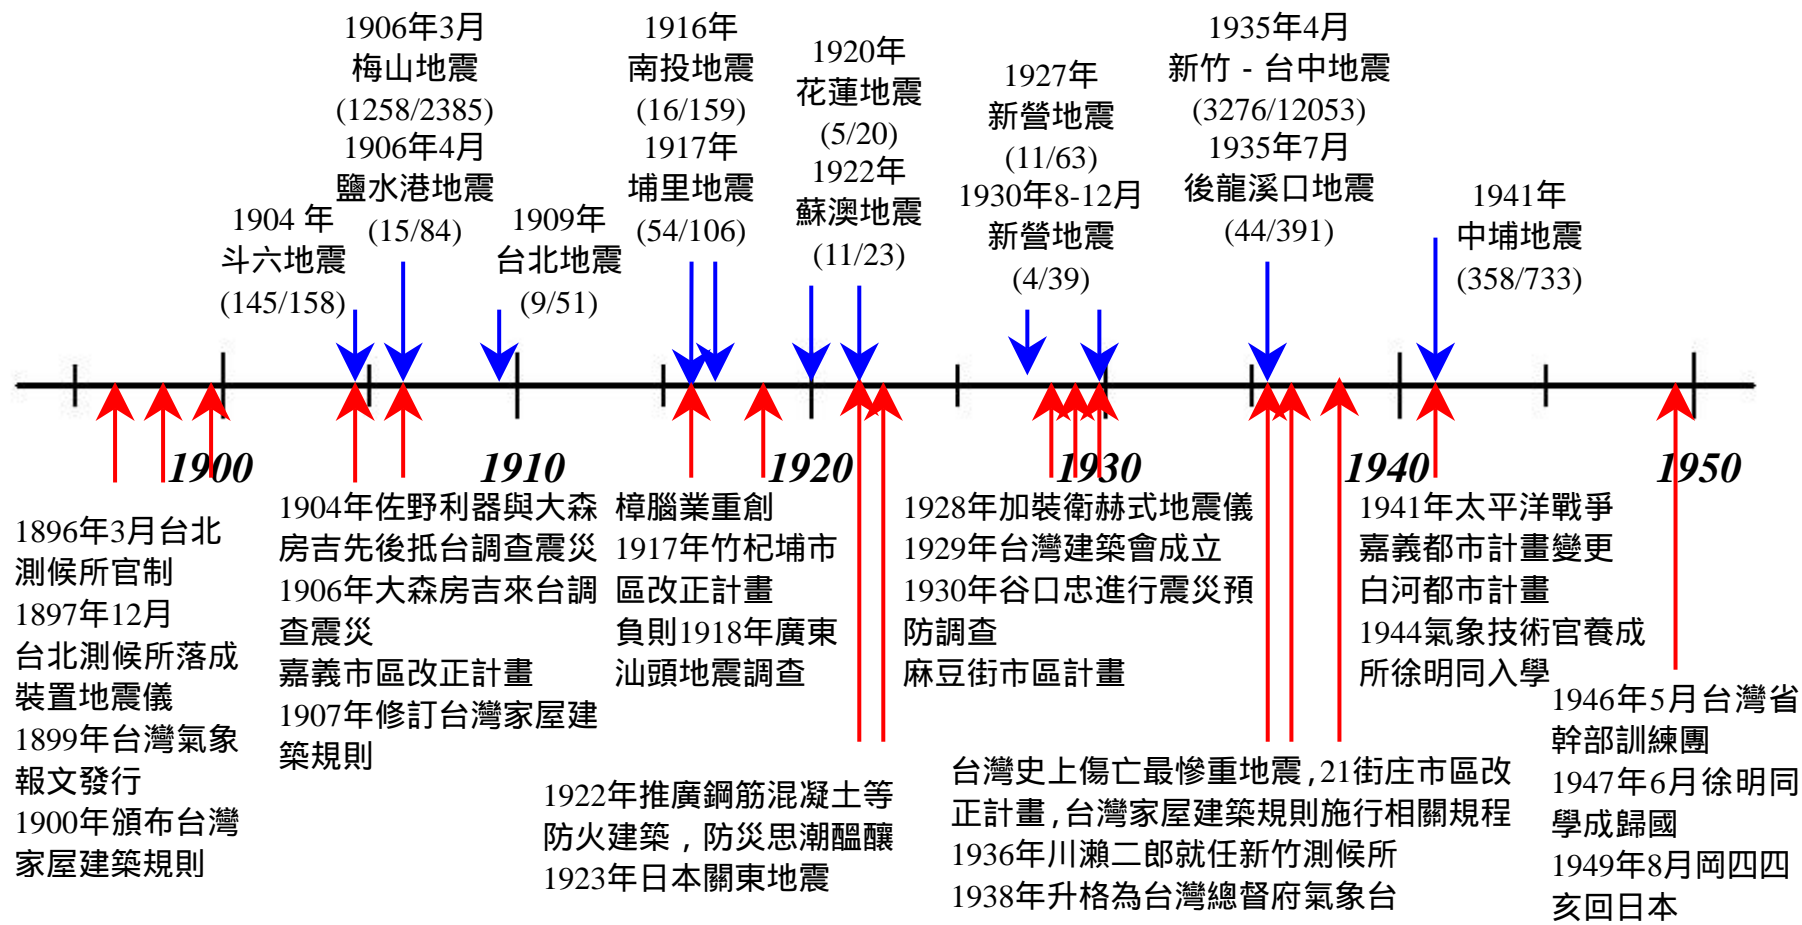 1906年3月
梅山地震
(1258/2385)
1906年4月
鹽水港地震
(15/84)
1916年
南投地震
(16/159)
1917年
埔里地震
(54/106)
1920年
花蓮地震
(5/20)
1922年
蘇澳地震
(11/23)
1927年
新營地震
(11/63)
1930年8-12月
新營地震
(4/39)
1935年4月
新竹 - 台中地震
(3276/12053)
1935年7月
後龍溪口地震
(44/391)
1904 年
斗六地震
(145/158)
1909年
台北地震
(9/51)
1941年
中埔地震
(358/733)
1900
1910
1920
1930
1940
1950
1896年3月台北
測候所官制
1897年12月
台北測候所落成
裝置地震儀
1899年台灣氣象
報文發行
1900年頒布台灣
家屋建築規則
1904年佐野利器與大森
房吉先後抵台調查震災
1906年大森房吉來台調
查震災
嘉義市區改正計畫
1907年修訂台灣家屋建
築規則
樟腦業重創
1917年竹杞埔市
區改正計畫
負則1918年廣東
汕頭地震調查
1922年推廣鋼筋混凝土等
防火建築，防災思潮醞釀
1923年日本關東地震
1928年加裝衛赫式地震儀
1929年台灣建築會成立
1930年谷口忠進行震災預
防調查
麻豆街市區計畫
台灣史上傷亡最慘重地震,21街庄市區改
正計畫,台灣家屋建築規則施行相關規程
1936年川瀨二郎就任新竹測候所
1938年升格為台灣總督府氣象台
1941年太平洋戰爭
嘉義都市計畫變更
白河都市計畫
1944氣象技術官養成
所徐明同入學
1946年5月台灣省
幹部訓練團
1947年6月徐明同
學成歸國
1949年8月岡四四
亥回日本